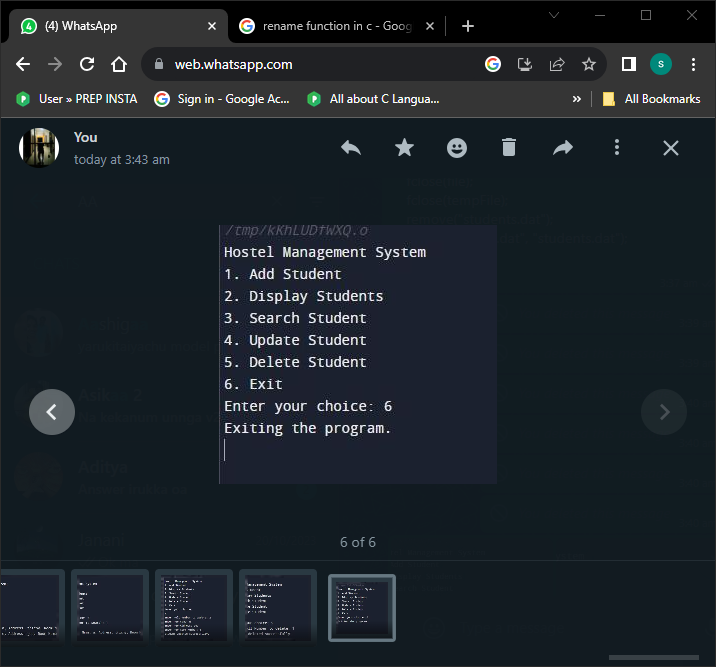 (4) WhatsApp
rename function in c - Goog
web.whatsapp.com
S
User » PREP INSTA
Sign in - Google Ac...
All about C Langua...
»
All Bookmarks
You
today at 3:43 am
/tmp/kKhLUDfWXQ.o
Hostel Management System
1. Add Student
2. Display Students
3. Search Student
4. Update Student
5. Delete Student
6. Exit
Enter your choice: 6
Exiting the program.
6 of 6